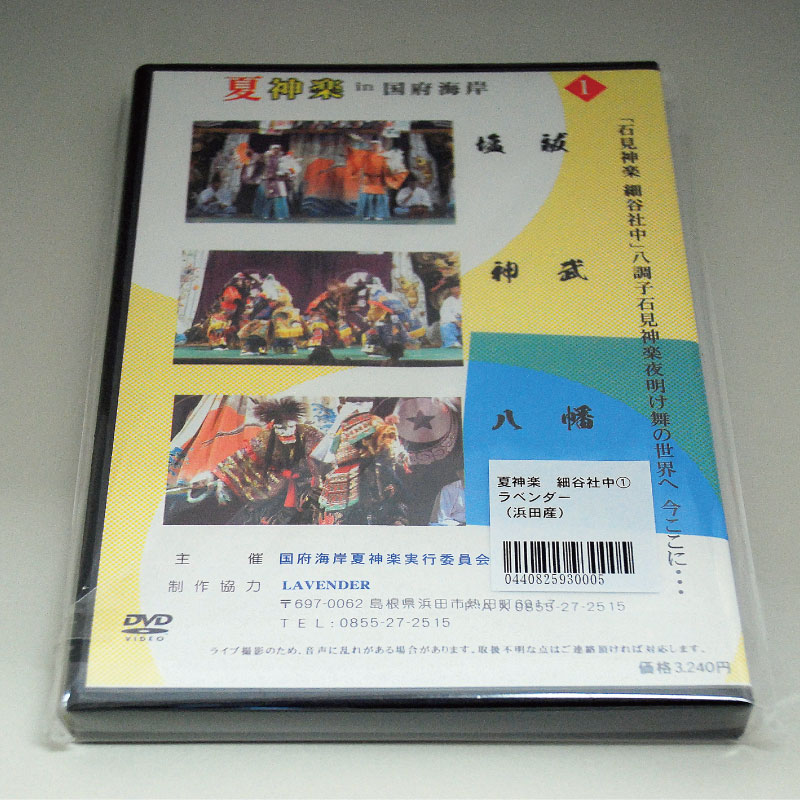 夏神楽 in 国府海岸
1
「石見神楽 細谷社中」八調子石見神楽夜明け舞の世界へ 今ここに・・・
塩祓
神武
八幡
夏神楽 細谷社中①
ラベンダー
（浜田産）
0440825930005
主催 国府海岸夏神楽実行委員会
制作協力 LAVENDER
〒697-0062 島根県浜田市熱田町
0855-27-2515
TEL:0855-27-2515
DVD
VIDEO
ライブ撮影のため、音声に乱れがある場合があります。取後不明な点はご連絡頂ければ対応します。
価格3.240円